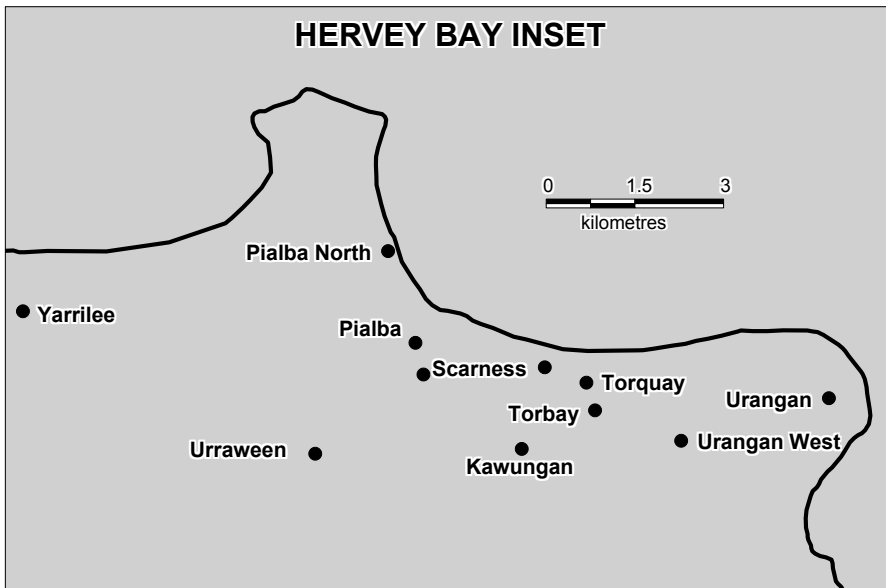 HERVEY BAY INSET
0 1.5 3
kilometres
Pialba North
Yarrilee
Pialba
Scarness
Torquay
Urangan
Torbay
Urangan West
Urraween
Kawungan